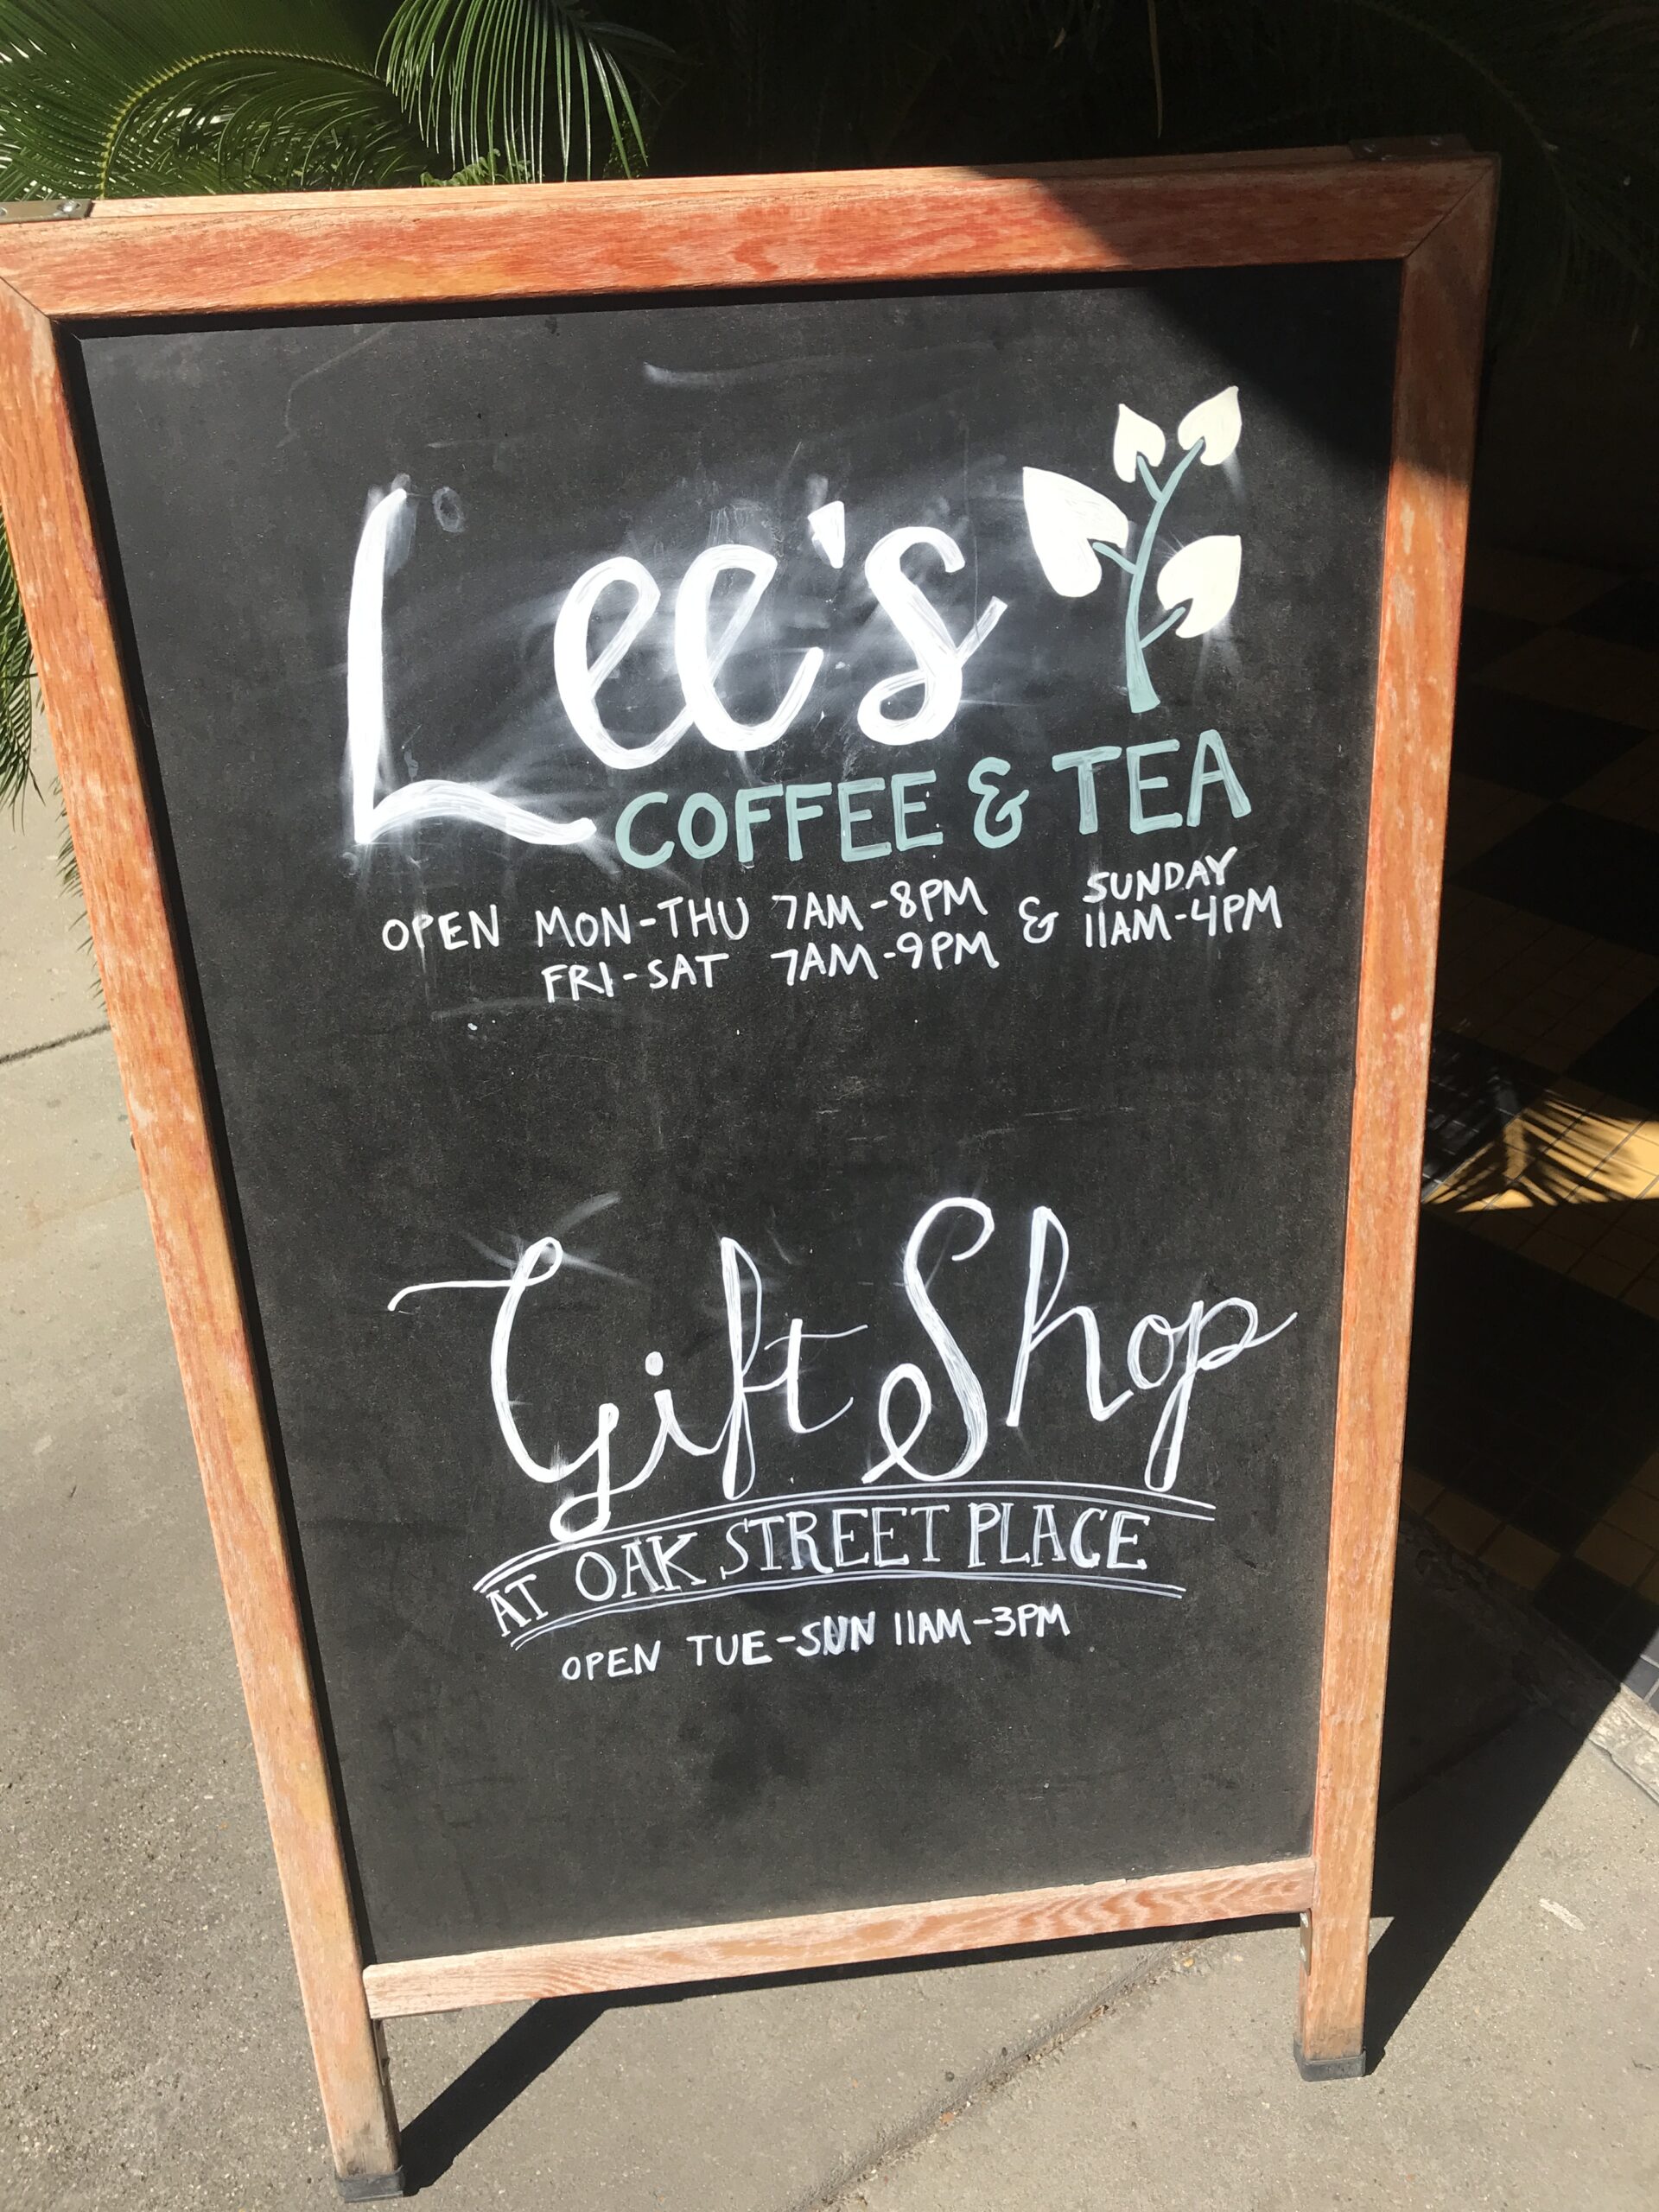 Lee's
COFFEE & TEA
OPEN MON-THU 7AM-8PM & SUNDAY
FRI-SAT 7AM-9PM 11AM-4PM
Gift Shop
AT OAK STREET PLACE
OPEN TUE-SUN 11AM-3PM